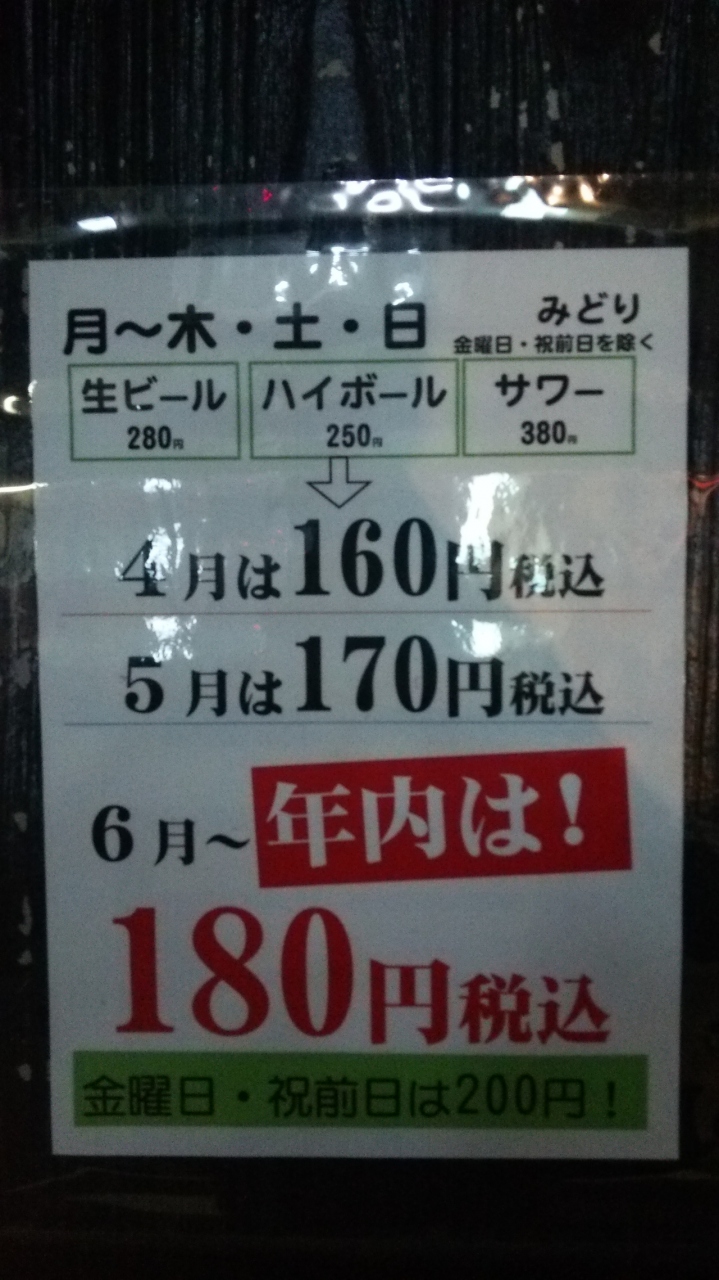 月〜木・土・日
みどり
金曜日・祝前日を除く
生ビール
280円
ハイボール
250円
サワー
380円
4月は160円税込
5月は170円税込
6月〜年内は!
180円税込
金曜日・祝前日は200円!